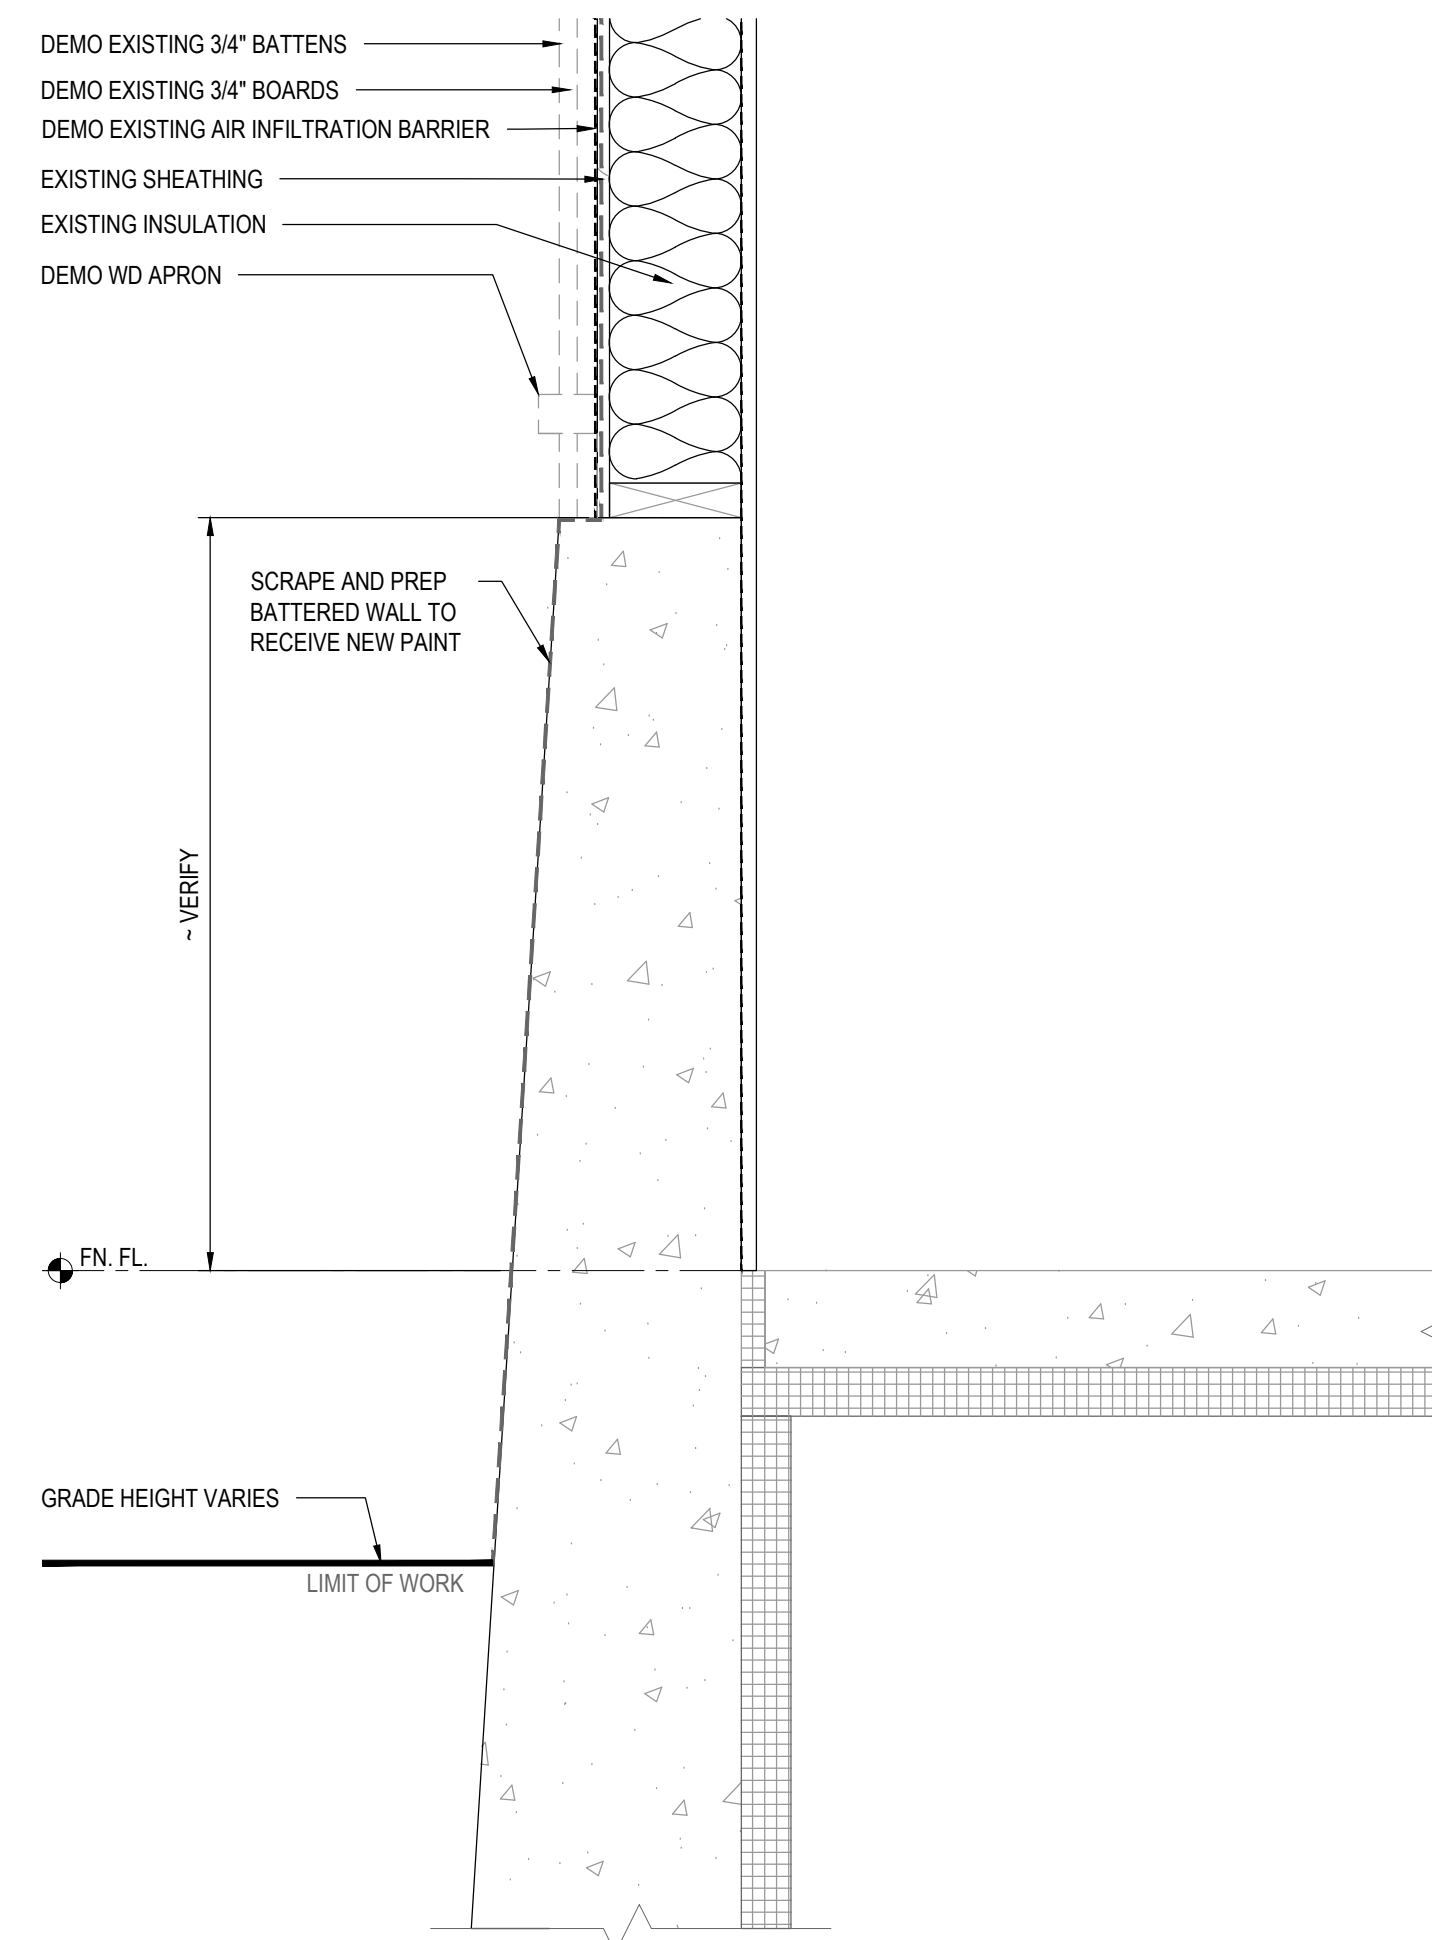 DEMO EXISTING 3/4" BATTENS
DEMO EXISTING 3/4" BOARDS
DEMO EXISTING AIR INFILTRATION BARRIER
EXISTING SHEATHING
EXISTING INSULATION
DEMO WD APRON
SCRAPE AND PREP
BATTERED WALL TO
RECEIVE NEW PAINT
~ VERIFY
FN. FL.
GRADE HEIGHT VARIES
LIMIT OF WORK